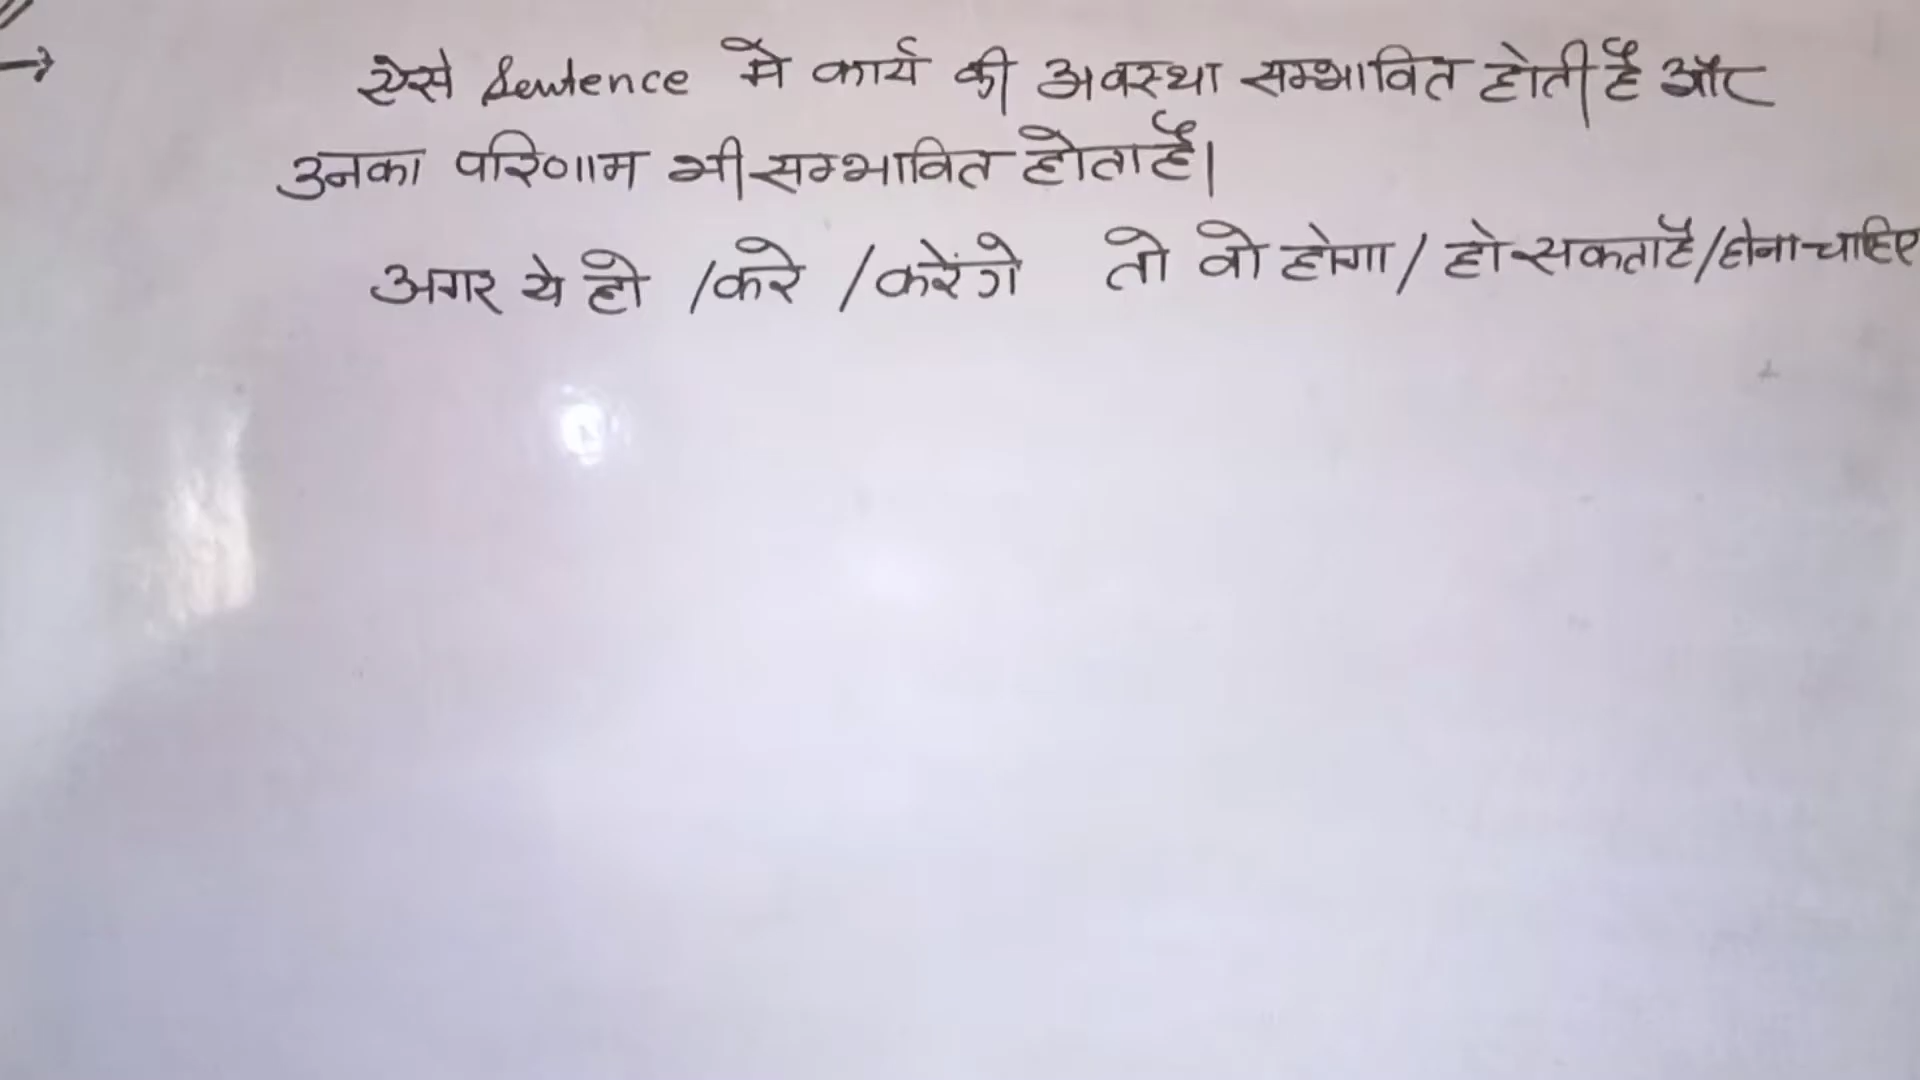 → ऐसे Sentence मे कार्य की अवस्था सम्भावित होती है और
उनका परिणाम भी सम्भावित होता है।
अगर ये हो /करे /करेंगे तो वो होगा/ हो सकता है/होना चाहिए